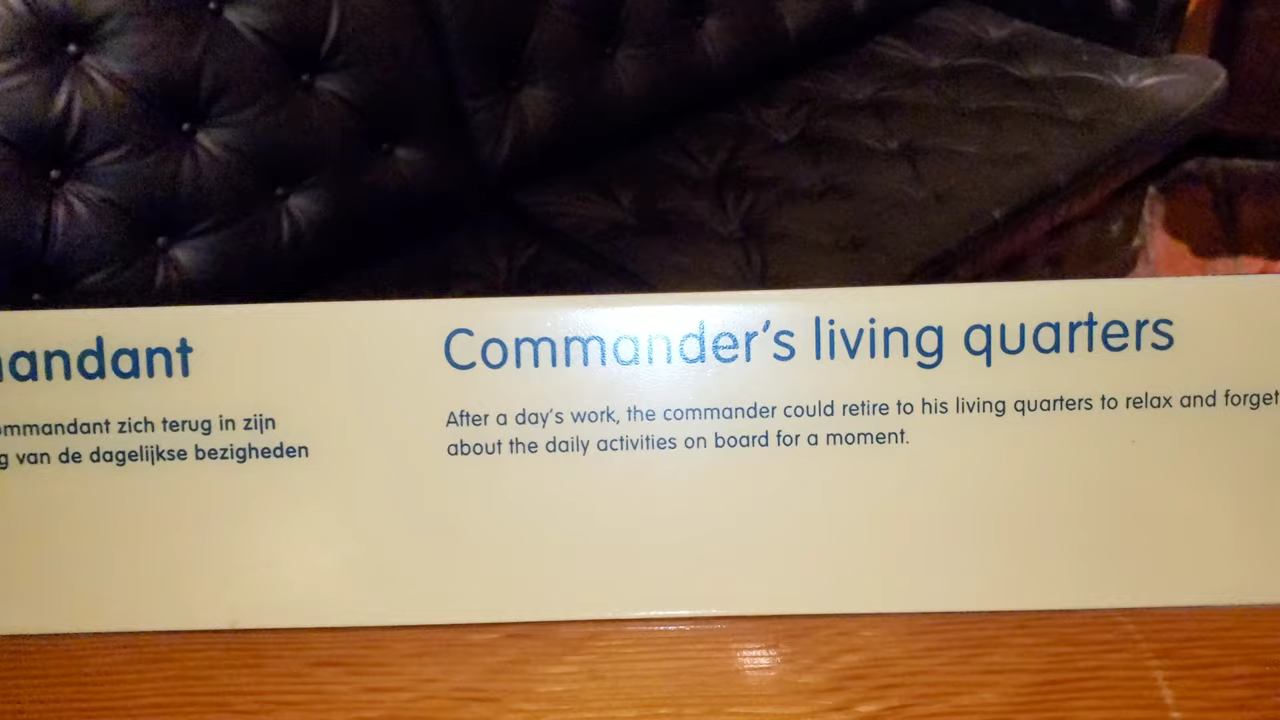 mandant
ommandant zich terug in zijn
g van de dagelijkse bezigheden
Commander's living quarters
After a day's work, the commander could retire to his living quarters to relax and forget
about the daily activities on board for a moment.